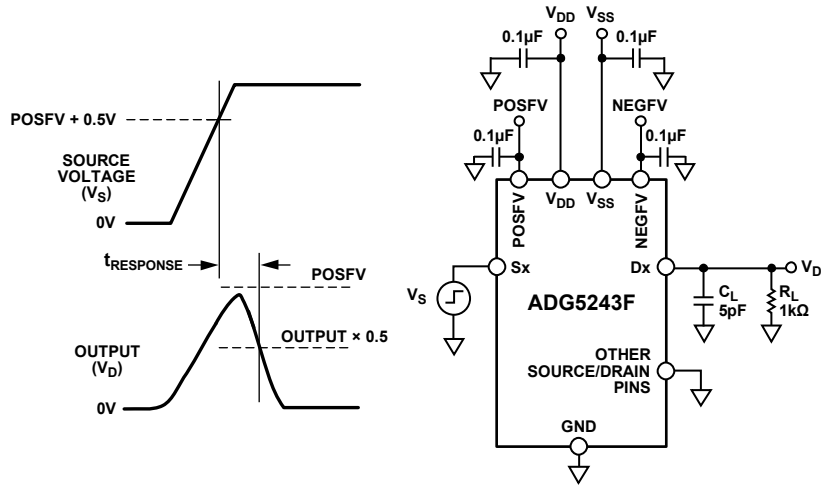 POSFV + 0.5V
SOURCE
VOLTAGE
(VS)
0V
tRESPONSE
POSFV
OUTPUT × 0.5
OUTPUT
(VD)
0V
VDD
VSS
0.1µF
0.1µF
POSFV
NEGFV
0.1µF
0.1µF
POSFV
VDD
VSS
NEGFV
Sx
Dx
VD
VS
ADG5243F
CL
5pF
RL
1kΩ
OTHER
SOURCE/DRAIN
PINS
GND